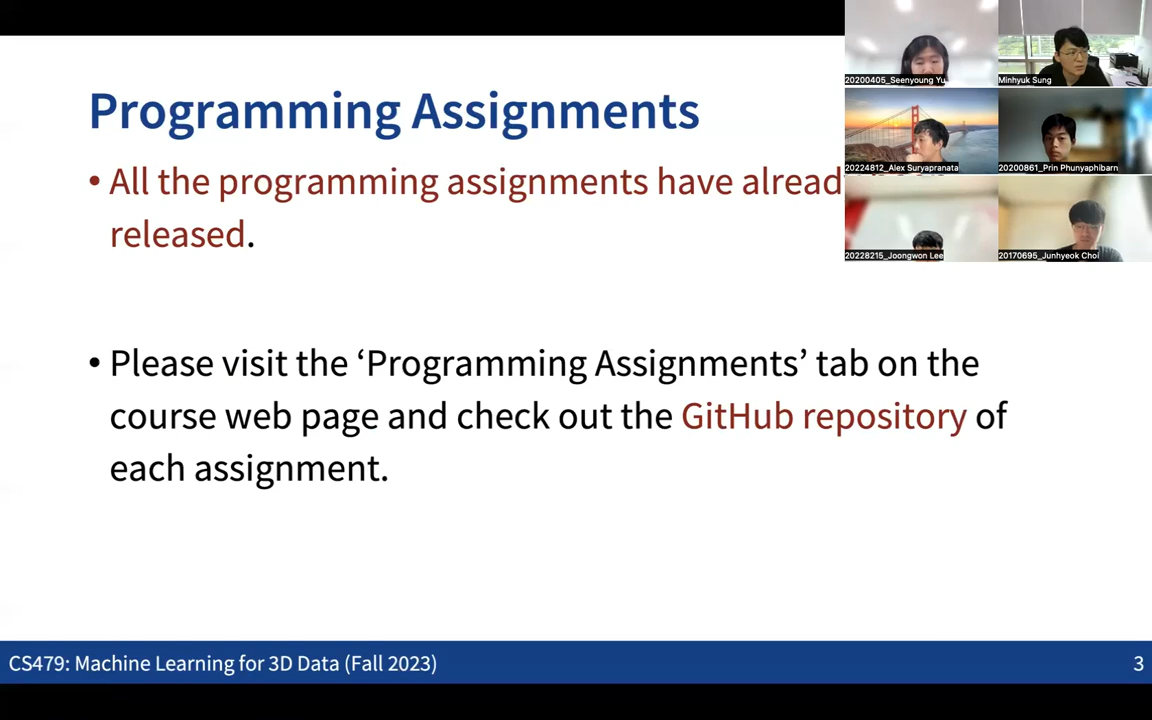 Programming Assignments
• All the programming assignments have alread
released.
• Please visit the ‘Programming Assignments’ tab on the
course web page and check out the GitHub repository of
each assignment.
20200405_Seenyoung Yu
Minhyuk Sung
20224812_Alex Suryapranata
20200861_Prin Phunyaphibarn
20228215_Joongwon Lee
20170695_Junhyeok Choi
CS479: Machine Learning for 3D Data (Fall 2023)
3